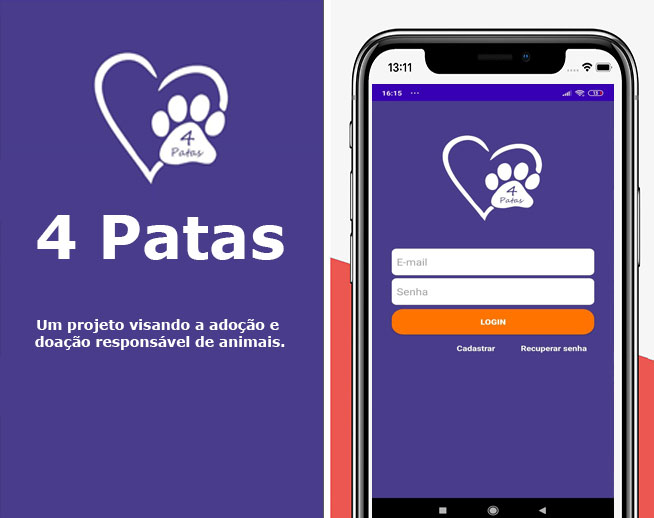 4
Patas
4 Patas
Um projeto visando a adoção e
doação responsável de animais.
13:11
16:15
4
Patas
E-mail
Senha
LOGIN
Cadastrar Recuperar senha